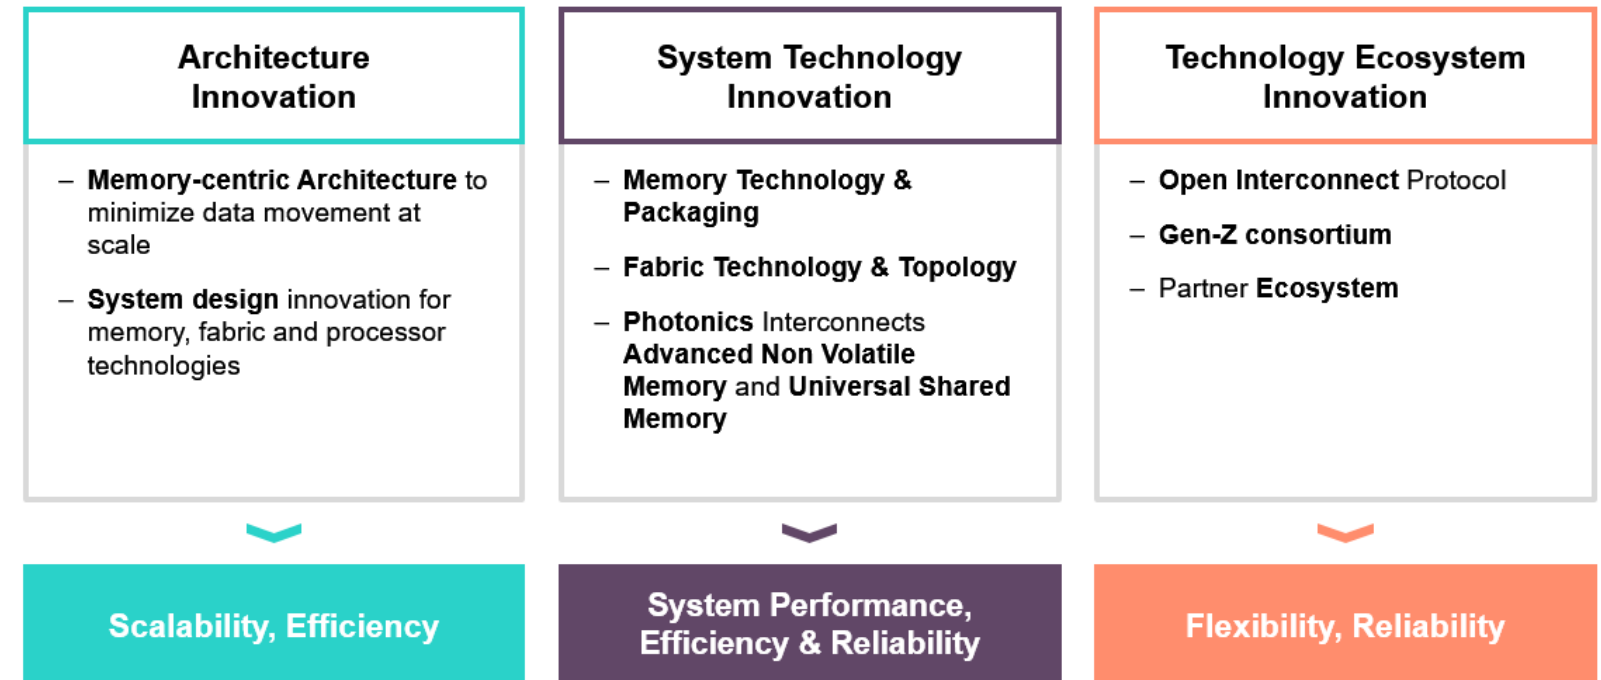 Architecture
Innovation
– Memory-centric Architecture to
minimize data movement at
scale
– System design innovation for
memory, fabric and processor
technologies
Scalability, Efficiency
System Technology
Innovation
– Memory Technology &
Packaging
– Fabric Technology & Topology
– Photonics Interconnects
Advanced Non Volatile
Memory and Universal Shared
Memory
System Performance,
Efficiency & Reliability
Technology Ecosystem
Innovation
– Open Interconnect Protocol
– Gen-Z consortium
– Partner Ecosystem
Flexibility, Reliability